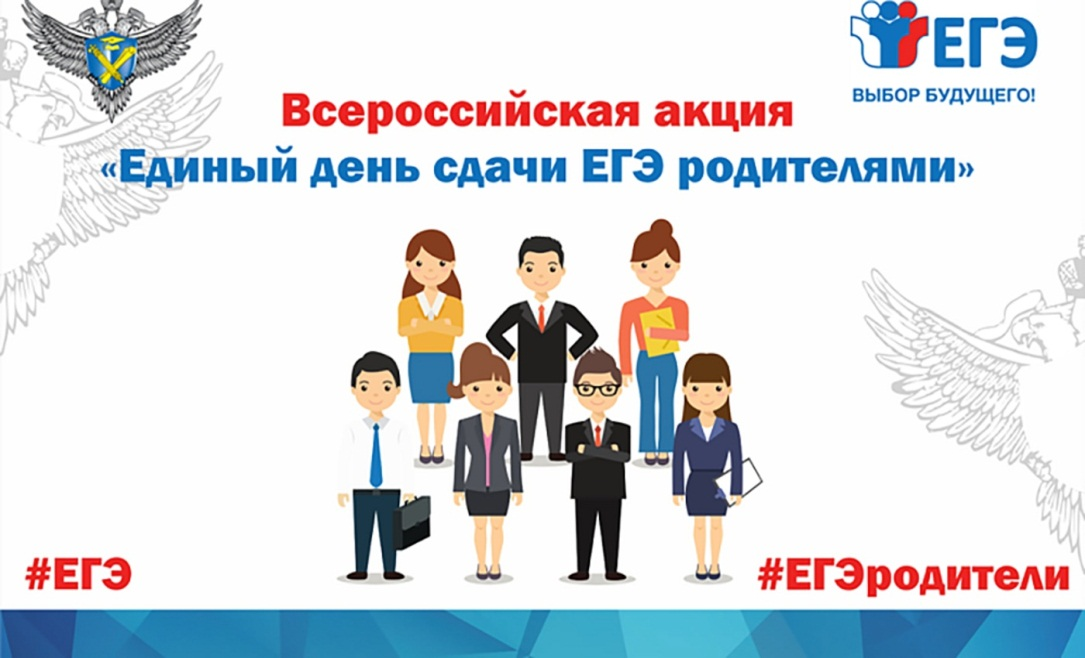 ЕГЭ
ВЫБОР БУДУЩЕГО!
Всероссийская акция
«Единый день сдачи ЕГЭ родителями»
#ЕГЭ
#ЕГЭродители